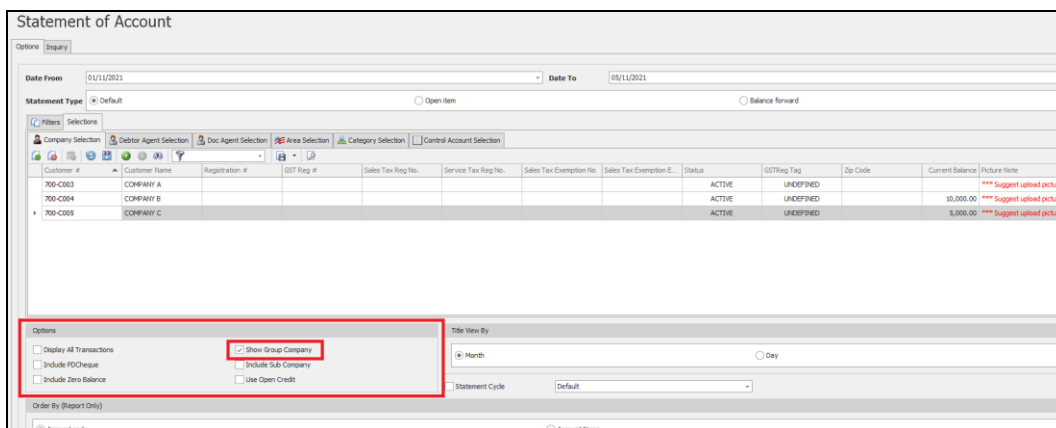 Statement of Account
Options Inquiry
Date From 01/11/2021 Date To 05/11/2021
Statement Type Default Open item Balance forward
Filters Selections
Company Selection Debtor Agent Selection Doc Agent Selection Area Selection Category Selection Control Account Selection
Customer # Customer Name Registration # GST Reg # Sales Tax Reg No. Service Tax Reg No. Sales Tax Exemption No Sales Tax Exemption E... Status GSTReg Tag Zip Code Current Balance Picture Note
700-C003 COMPANY A ACTIVE UNDEFINED *** Suggest upload pictu
700-C004 COMPANY B ACTIVE UNDEFINED 10,000.00 *** Suggest upload pictu
700-C005 COMPANY C ACTIVE UNDEFINED 5,000.00 *** Suggest upload pictu
Options Title View By
Display All Transactions Show Group Company
Month Day
Include PDCheque Include Sub Company
Include Zero Balance Use Open Credit
Statement Cycle Default
Order By (Report Only)